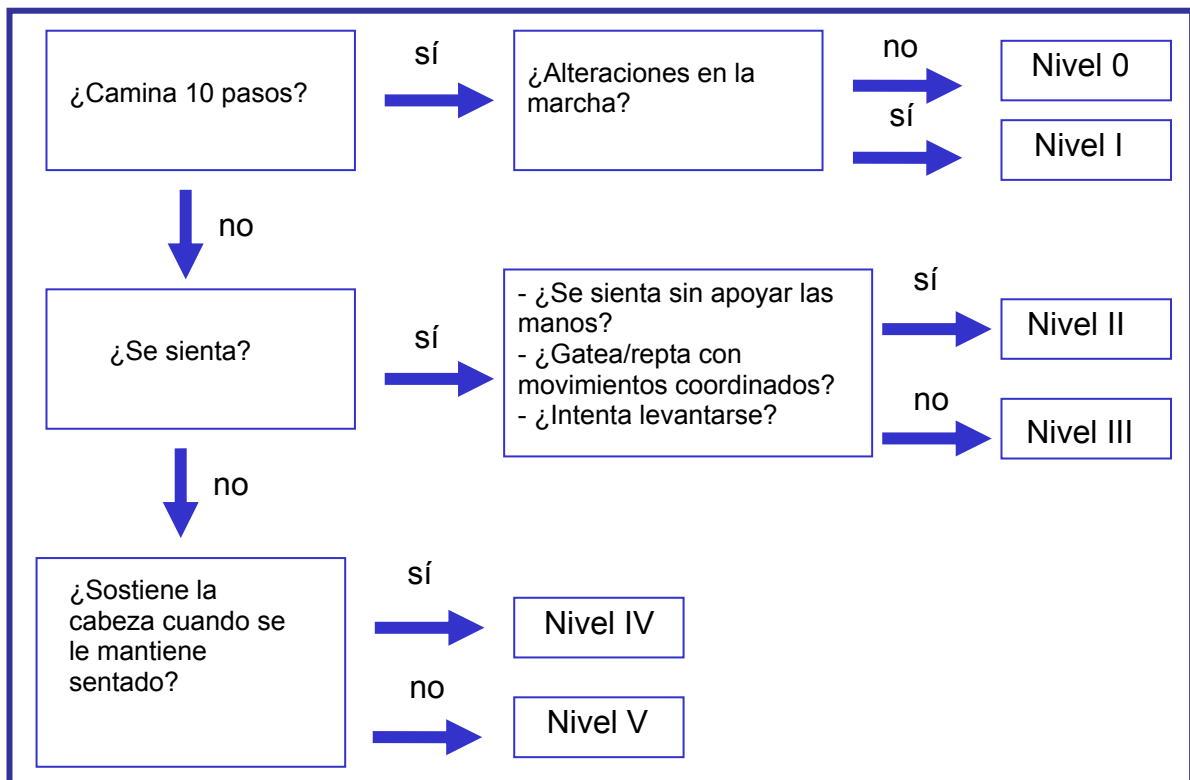 ¿Camina 10 pasos?
sí
¿Alteraciones en la
marcha?
no
Nivel 0
sí
Nivel I
no
¿Se sienta?
sí
- ¿Se sienta sin apoyar las
manos?
- ¿Gatea/repta con
movimientos coordinados?
- ¿Intenta levantarse?
sí
Nivel II
no
Nivel III
no
¿Sostiene la
cabeza cuando se
le mantiene
sentado?
sí
Nivel IV
no
Nivel V